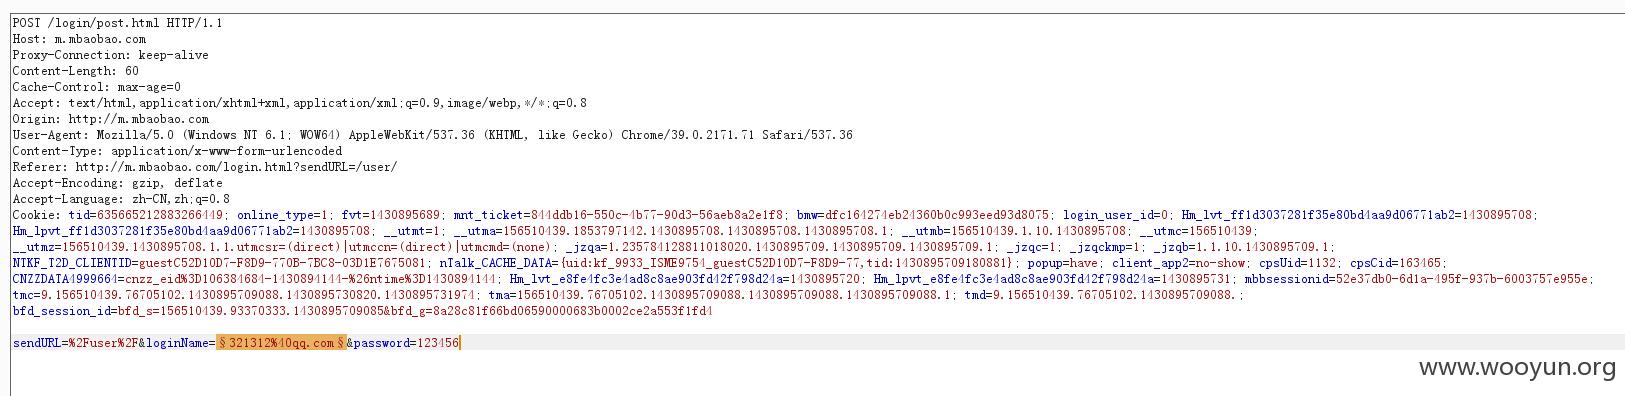 POST /login/post.html HTTP/1.1
Host: m.mbaobao.com
Proxy-Connection: keep-alive
Content-Length: 60
Cache-Control: max-age=0
Accept: text/html,application/xhtml+xml,application/xml;q=0.9,image/webp,*/*;q=0.8
Origin: http://m.mbaobao.com
User-Agent: Mozilla/5.0 (Windows NT 6.1; WOW64) AppleWebKit/537.36 (KHTML, like Gecko) Chrome/39.0.2171.71 Safari/537.36
Content-Type: application/x-www-form-urlencoded
Referer: http://m.mbaobao.com/login.html?sendURL=/user/
Accept-Encoding: gzip, deflate
Accept-Language: zh-CN,zh;q=0.8
Cookie: tid=635665212883266449; online_type=1; fvt=1430895689; mnt_ticket=844ddb16-550c-4b77-90d3-56aeb8a2e1f8; bmw=dfc164274eb24360b0c993eed93d8075; login_user_id=0; Hm_lvt_ff1d3037281f35e80bd4aa9d06771ab2=1430895708;
Hm_lpvt_ff1d3037281f35e80bd4aa9d06771ab2=1430895708; __utmt=1; __utma=156510439.1853797142.1430895708.1430895708.1430895708.1; __utmb=156510439.1.10.1430895708; __utmc=156510439;
__utmz=156510439.1430895708.1.1.utmcsr=(direct)|utmccn=(direct)|utmcmd=(none); _jzqa=1.235784128811018020.1430895709.1430895709.1430895709.1; _jzqc=1; _jzqckmp=1; _jzqb=1.1.10.1430895709.1;
NTKF_T2D_CLIENTID=guestC52D10D7-F8D9-770B-7BC8-03D1E7675081; nTalk_CACHE_DATA={uid:kf_9933_ISME9754_guestC52D10D7-F8D9-77,tid:1430895709180881}; popup=have; client_app2=no-show; cpsUid=1132; cpsCid=163465;
CNZZDATA4999664=cnzz_eid%3D106384684-1430894144-%26ntime%3D1430894144; Hm_lvt_e8fe4fc3e4ad8c8ae903fd42f798d24a=1430895720; Hm_lpvt_e8fe4fc3e4ad8c8ae903fd42f798d24a=1430895731; mbbsessionid=52e37db0-6d1a-495f-937b-6003757e955e;
tmc=9.156510439.76705102.1430895709088.1430895730820.1430895731974; tma=156510439.76705102.1430895709088.1430895709088.1430895709088.1; tmd=9.156510439.76705102.1430895709088.;
bfd_session_id=bfd_s=156510439.93370333.1430895709085&bfd_g=8a28c81f66bd06590000683b0002ce2a553f1fd4
sendURL=%2Fuser%2F&loginName=§321312%40qq.com§&password=123456
www.wooyun.org